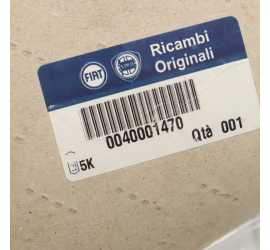 Ricambi
Originali
FIAT
0040001470
Qtà 001
5K